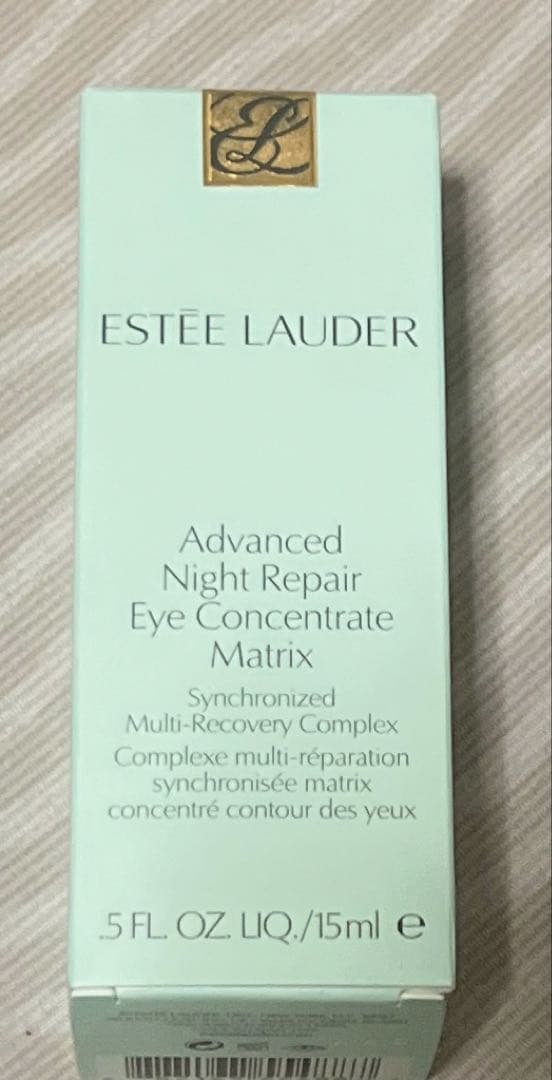 EL
ESTĒE LAUDER
Advanced
Night Repair
Eye Concentrate
Matrix
Synchronized
Multi-Recovery Complex
Complexe multi-réparation
synchronisée matrix
concentré contour des yeux
.5 FL. OZ. LIQ./15ml e